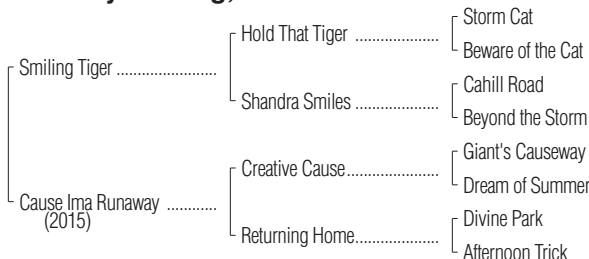 Storm Cat
Hold That Tiger ..................
Beware of the Cat
Smiling Tiger ......................
Cahill Road
Shandra Smiles ..................
Beyond the Storm
Giant's Causeway
Creative Cause....................
Dream of Summer
Cause Ima Runaway ...........
(2015)
Divine Park
Returning Home..................
Afternoon Trick